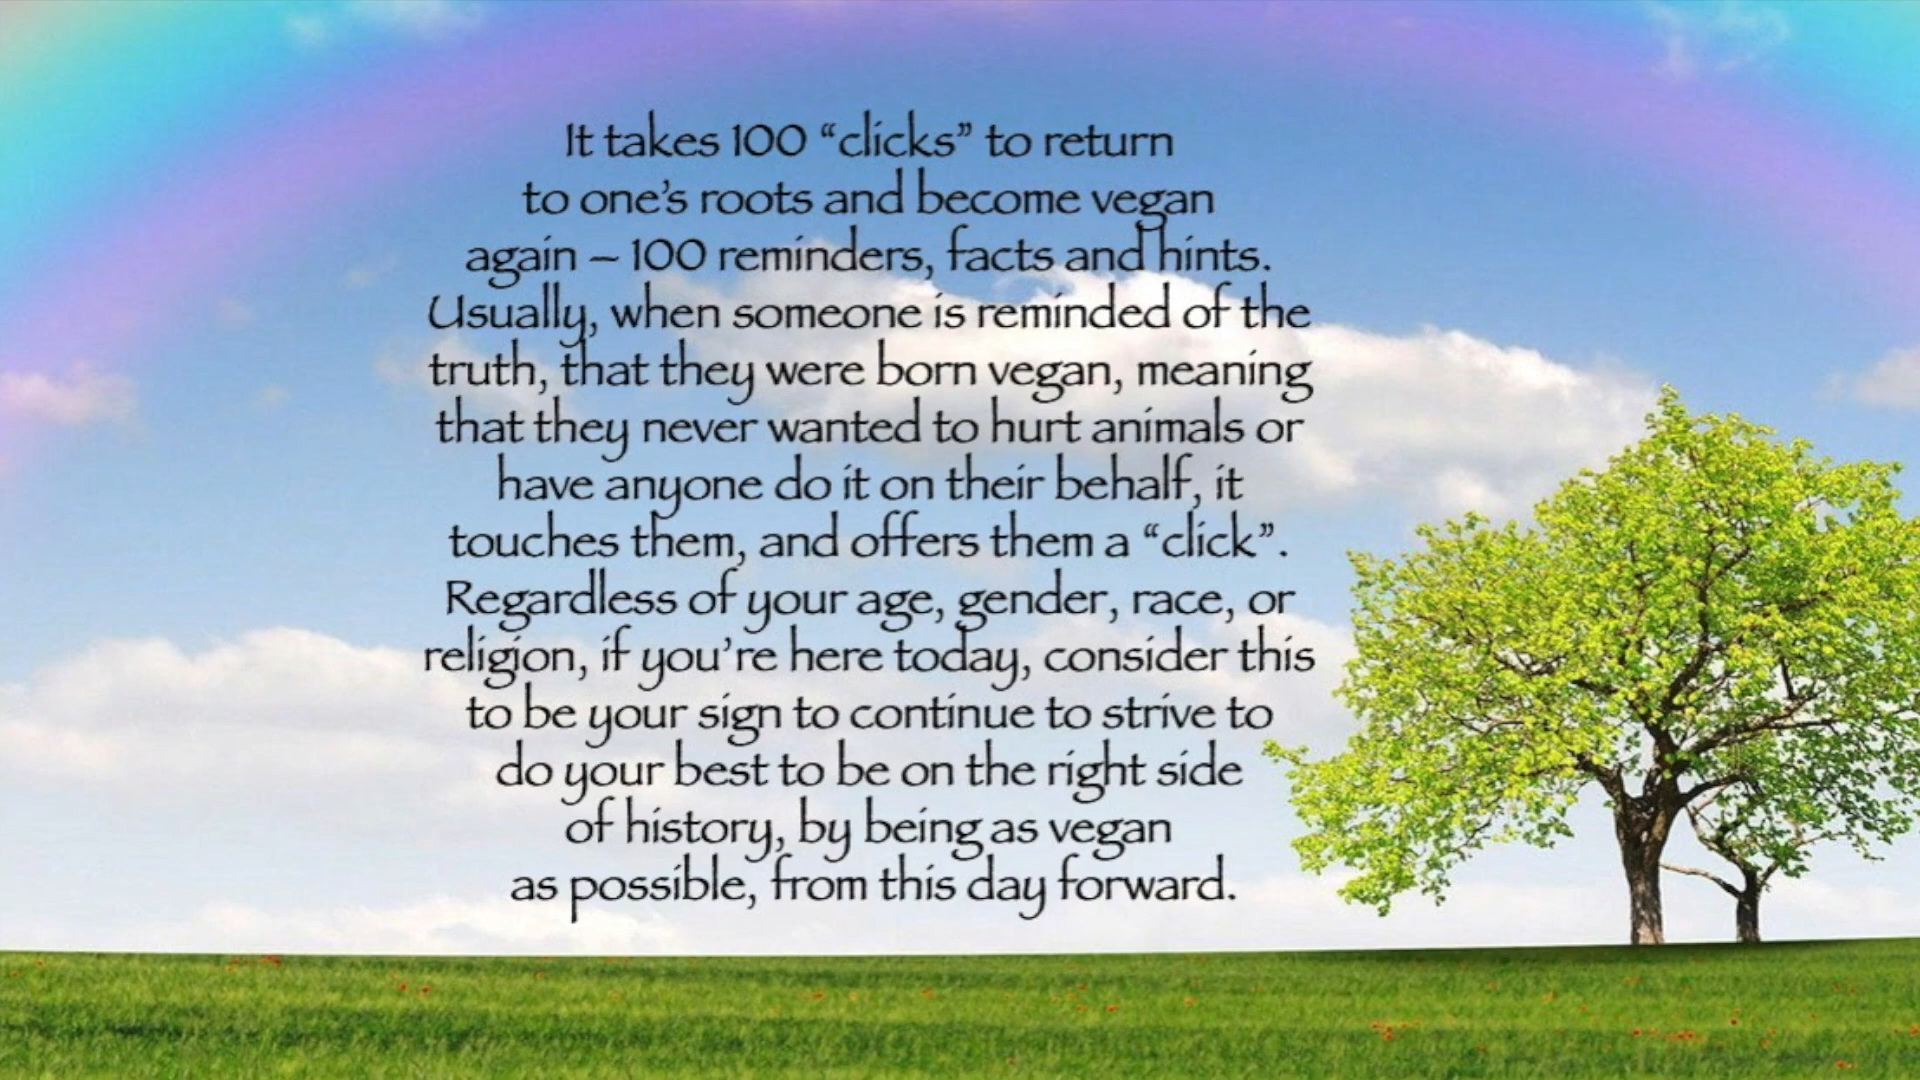 It takes 100 “clicks” to return
to one’s roots and become vegan
again – 100 reminders, facts and hints.
Usually, when someone is reminded of the
truth, that they were born vegan, meaning
that they never wanted to hurt animals or
have anyone do it on their behalf, it
touches them, and offers them a “click”.
Regardless of your age, gender, race, or
religion, if you’re here today, consider this
to be your sign to continue to strive to
do your best to be on the right side
of history, by being as vegan
as possible, from this day forward.